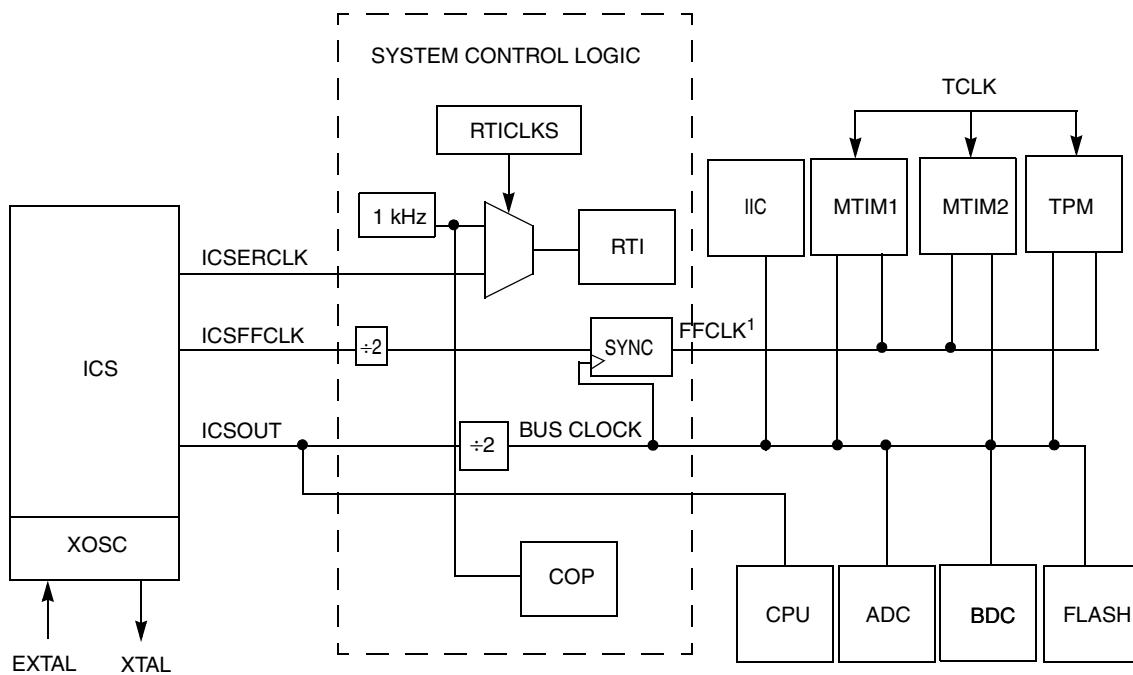 SYSTEM CONTROL LOGIC
TCLK
RTICLKS
1 kHz
IIC
MTIM1
MTIM2
TPM
RTI
ICSERCLK
ICSFFCLK
÷2
SYNC
FFCLK1
ICS
ICSOUT
÷2
BUS CLOCK
XOSC
COP
CPU
ADC
BDC
FLASH
EXTAL
XTAL